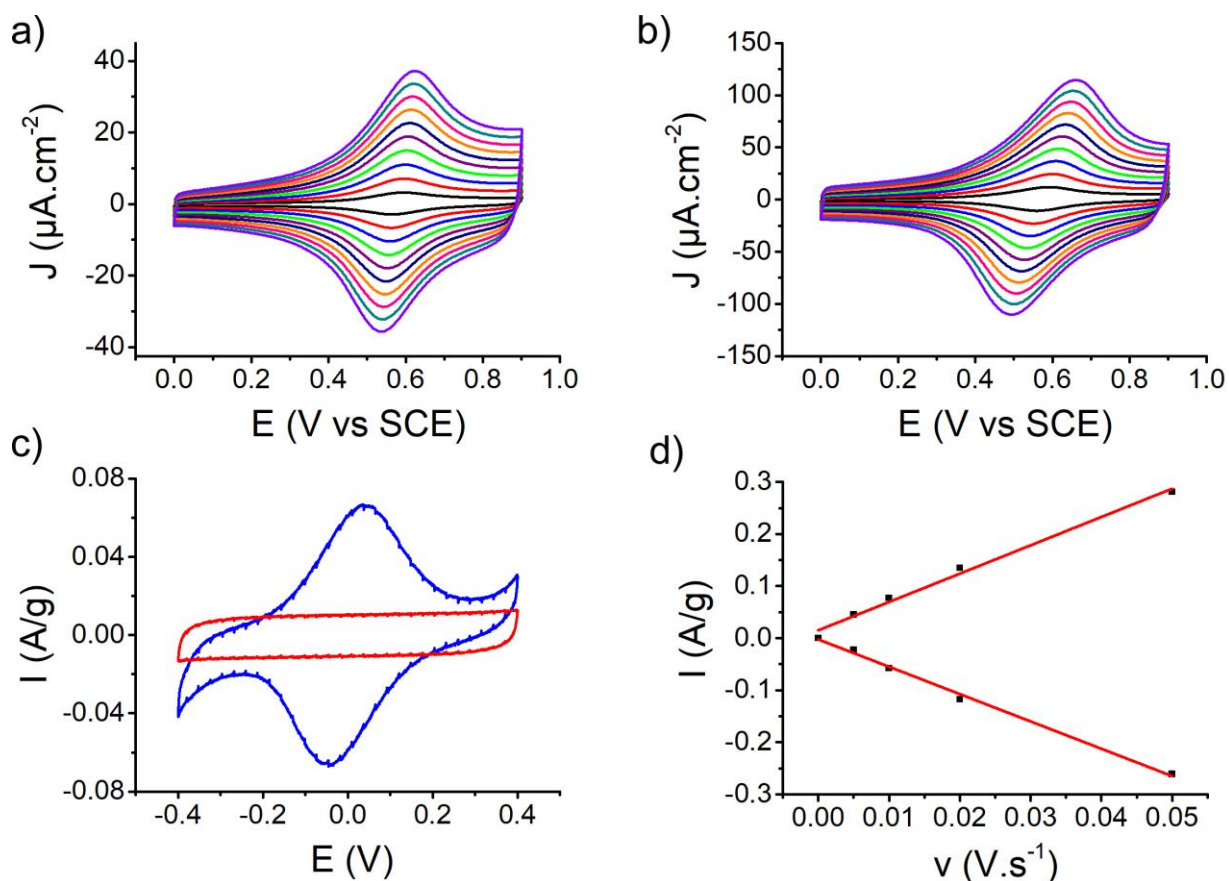 a)
J (µA.cm-2)
40
20
0
-20
-40
0.0 0.2 0.4 0.6 0.8 1.0
E (V vs SCE)
b)
J (µA.cm-2)
150
100
50
0
-50
-100
-150
0.0 0.2 0.4 0.6 0.8 1.0
E (V vs SCE)
c)
I (A/g)
0.08
0.04
0.00
-0.04
-0.08
-0.4 -0.2 0.0 0.2 0.4
E (V)
d)
I (A/g)
0.3
0.2
0.1
0.0
-0.1
-0.2
-0.3
0.00 0.01 0.02 0.03 0.04 0.05
v (V.s-1)